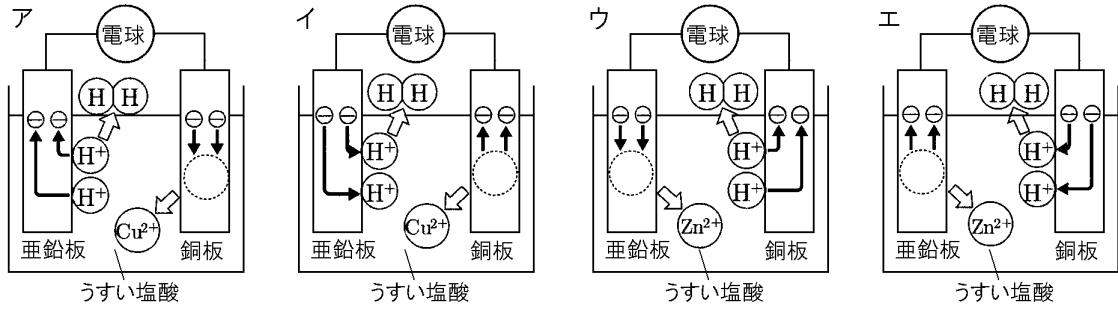 ア イ ウ エ
電球 電球 電球 電球
⊖ ⊖ H H ⊖ ⊖ H H ⊖ ⊖ H H ⊖ ⊖ H H
H⁺ H⁺ H⁺ H⁺
H⁺ H⁺ H⁺ H⁺
Cu²⁺ Cu²⁺ Zn²⁺ Zn²⁺
亜鉛板 銅板 亜鉛板 銅板 亜鉛板 銅板 亜鉛板 銅板
うすい塩酸 うすい塩酸 うすい塩酸 うすい塩酸